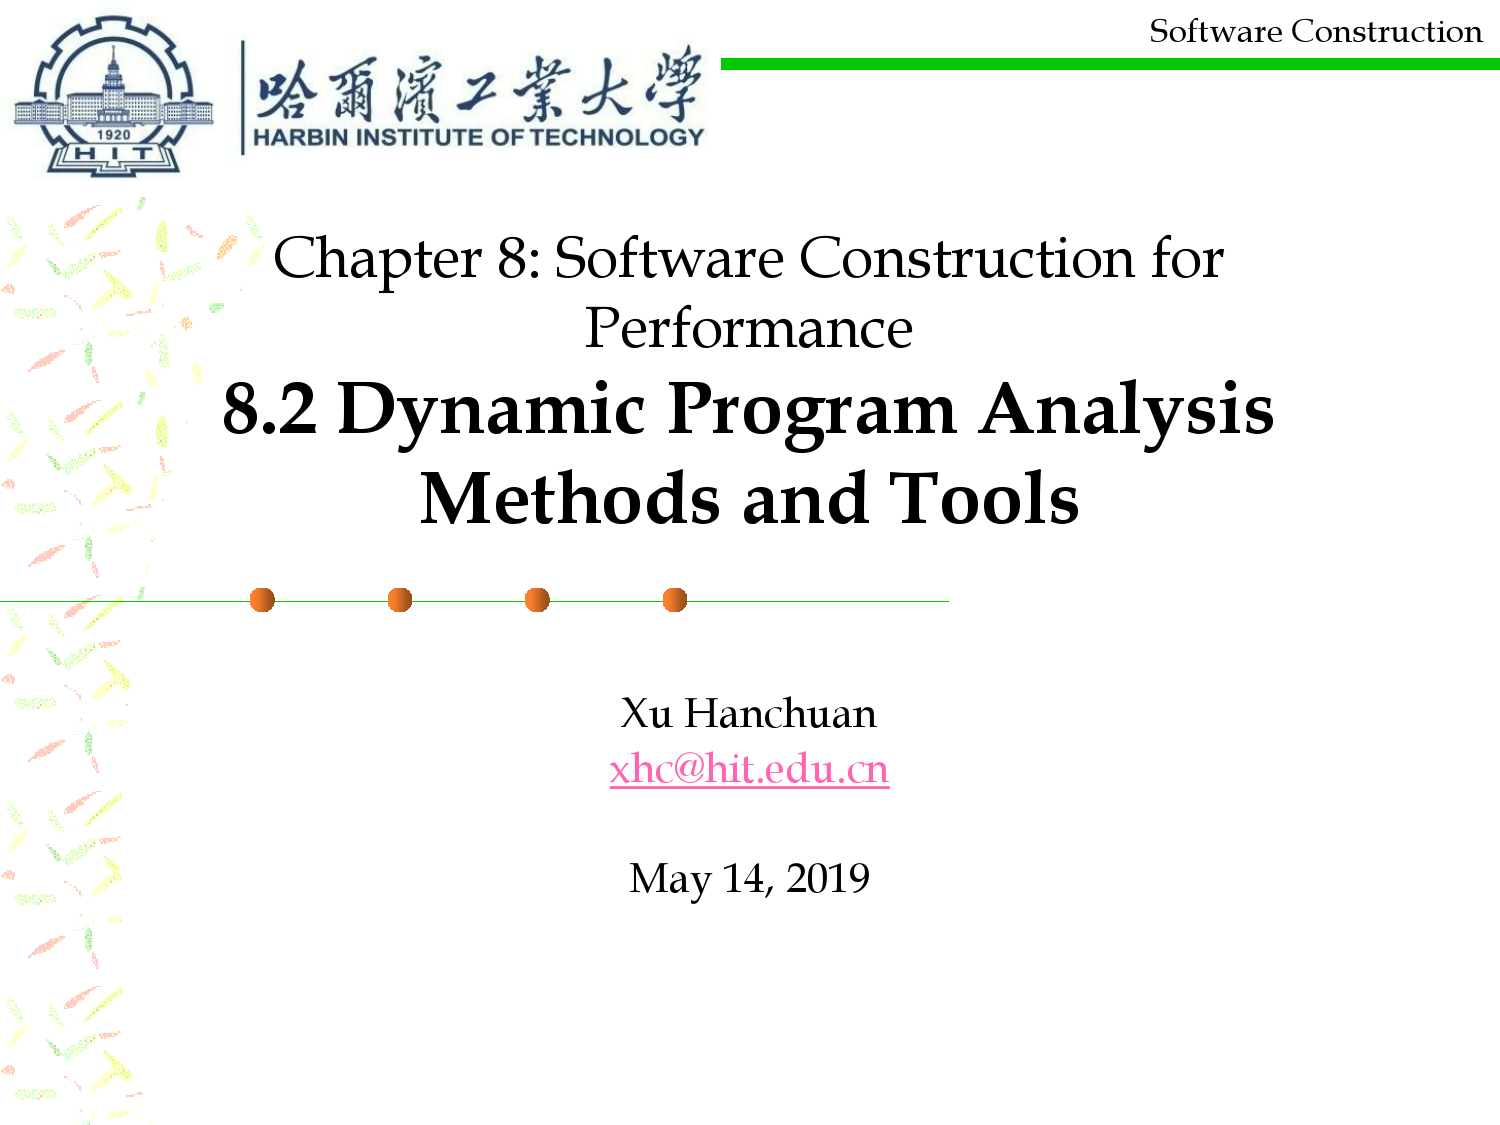 Software Construction
哈爾濱工業大學
HARBIN INSTITUTE OF TECHNOLOGY
1920
HIT
Chapter 8: Software Construction for
Performance
8.2 Dynamic Program Analysis
Methods and Tools
Xu Hanchuan
xhc@hit.edu.cn
May 14, 2019